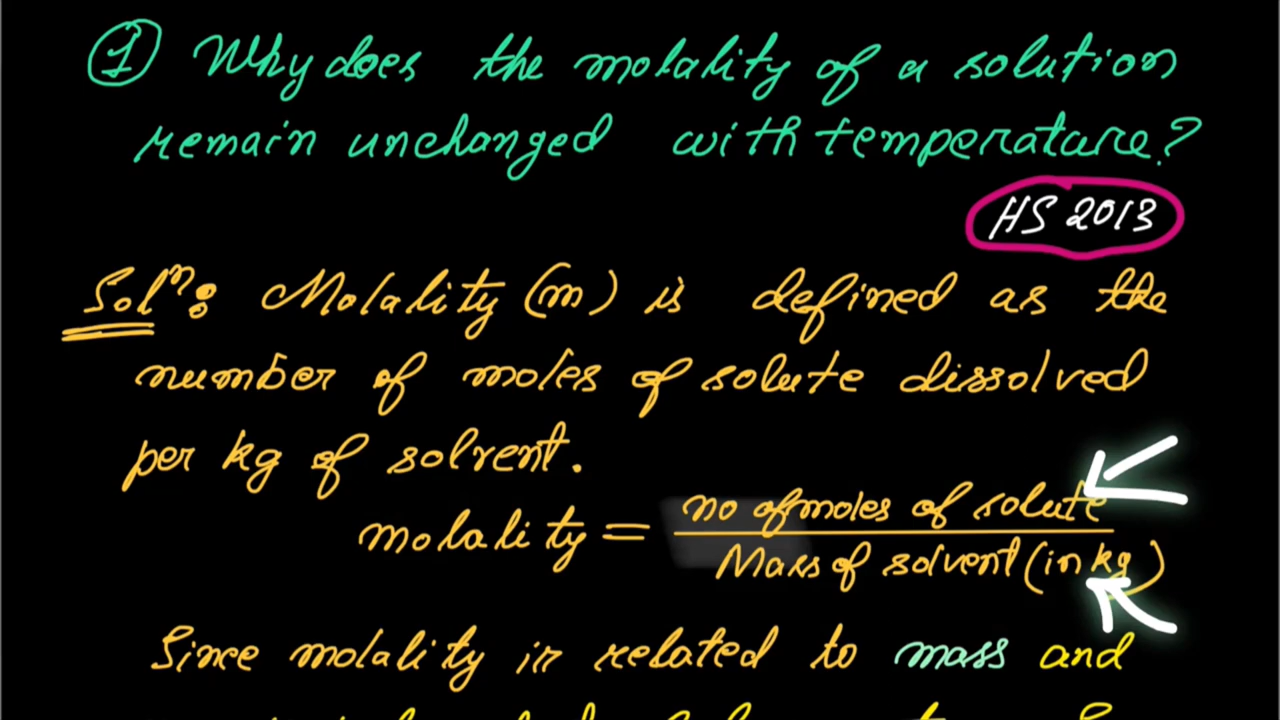 ① Why does the molality of a solution
remain unchanged with temperature?
HS 2013
Solⁿ: Molality (m) is defined as the
number of moles of solute dissolved
per kg of solvent.
molality = no of moles of solute
Mass of solvent (in kg)
Since molality is related to mass and